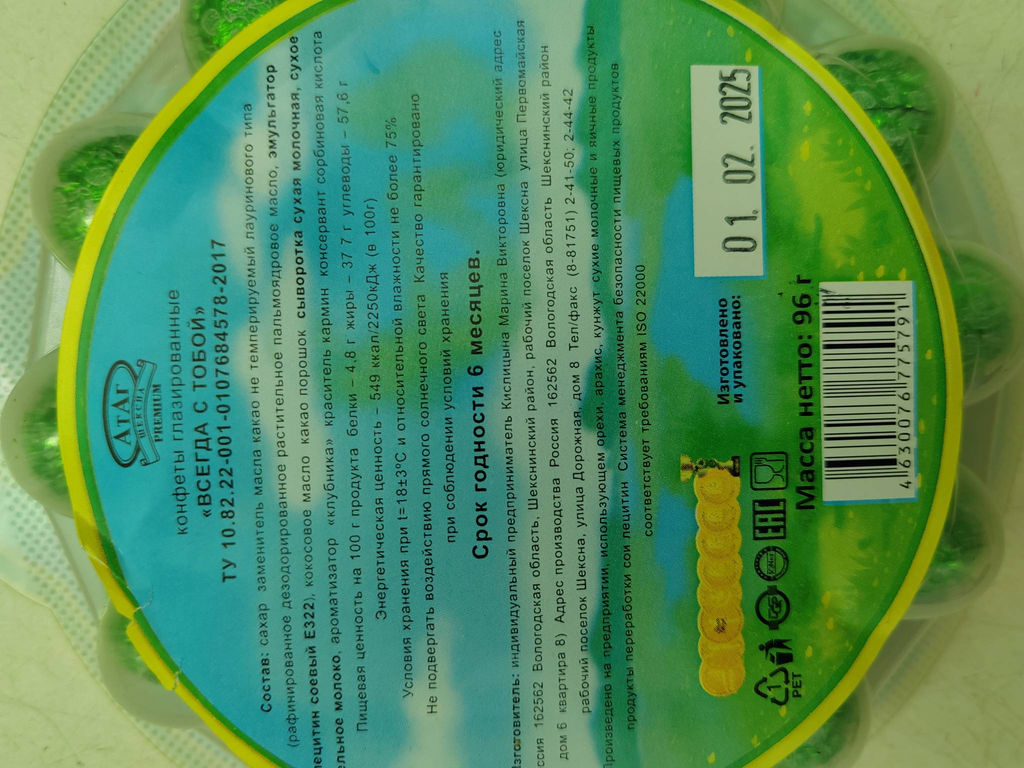 АтАг
ШЕКСНА
PREMIUM
конфеты глазированные
«ВСЕГДА С ТОБОЙ»
ТУ 10.82.22-001-0107684578-2017
Состав: сахар заменитель масла какао не температируемый лауринового типа
(рафинированное дезодорированное растительное пальмоядровое масло, эмульгатор
лецитин соевый Е322), кокосовое масло какао порошок сыворотка сухая молочная, сухое
ельное молоко, ароматизатор «клубника» краситель кармин консервант сорбиновая кислота
Пищевая ценность на 100 г продукта белки – 4,8 г жиры – 37 7 г углеводы – 57,6 г
Энергетическая ценность – 549 ккал/2250кДж (в 100г)
Условия хранения при t=18±3°С и относительной влажности не более 75%
Не подвергать воздействию прямого солнечного света Качество гарантировано
при соблюдении условий хранения
Срок годности 6 месяцев.
Изготовитель: индивидуальный предприниматель Кислицына Марина Викторовна (юридический адрес
ссия 162562 Вологодская область, Шекснинский район, рабочий поселок Шексна улица Первомайская
дом 6 квартира 8) Адрес производства Россия 162562 Вологодская область Шекснинский район
рабочий поселок Шексна, улица Дорожная, дом 8 Тел/факс (8-81751) 2-41-50; 2-44-42
Произведено на предприятии, использующем орехи, арахис, кунжут сухие молочные и яичные продукты
продукты переработки сои лецитин Система менеджмента безопасности пищевых продуктов
соответствует требованиям ISO 22000
Изготовлено
и упаковано:
01. 02. 2025
PET
EAC
Масса нетто: 96 г
4630076775791